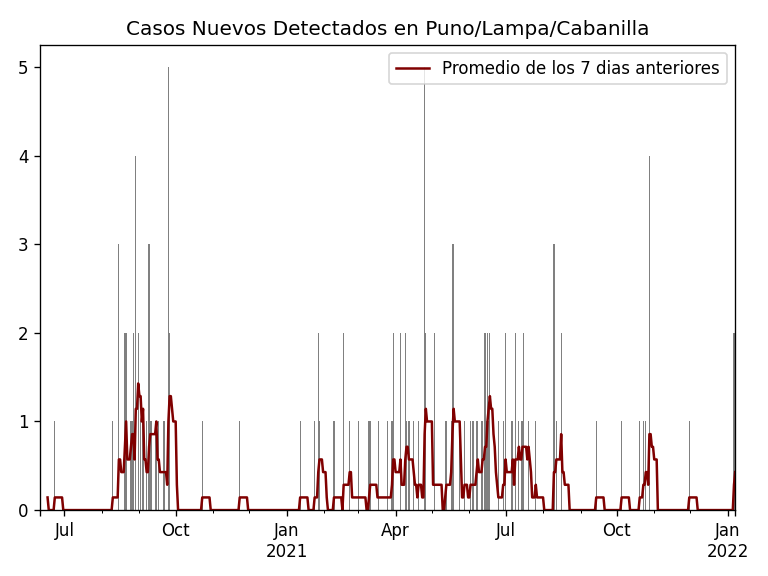 Casos Nuevos Detectados en Puno/Lampa/Cabanilla
Promedio de los 7 dias anteriores
5
4
3
2
1
0
Jul
Oct
Jan
2021
Apr
Jul
Oct
Jan
2022